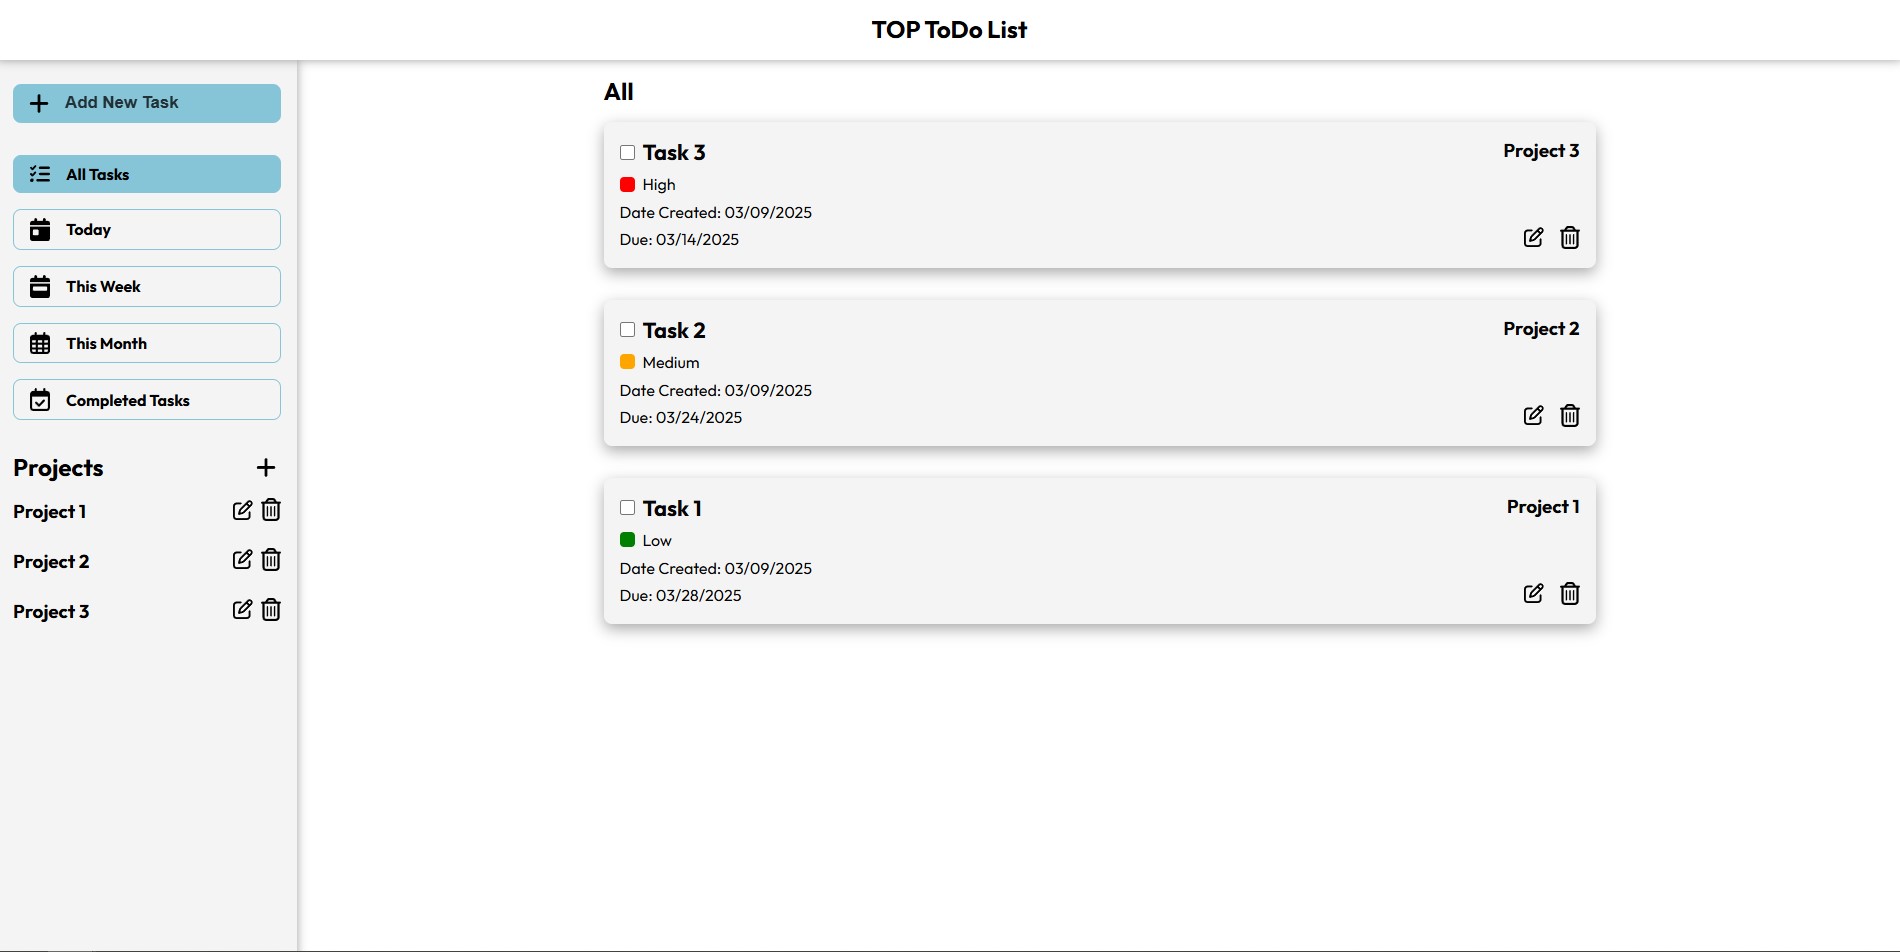 TOP ToDo List
Add New Task
All Tasks
Today
This Week
This Month
Completed Tasks
Projects
Project 1
Project 2
Project 3
All
Task 3
Project 3
High
Date Created: 03/09/2025
Due: 03/14/2025
Task 2
Project 2
Medium
Date Created: 03/09/2025
Due: 03/24/2025
Task 1
Project 1
Low
Date Created: 03/09/2025
Due: 03/28/2025